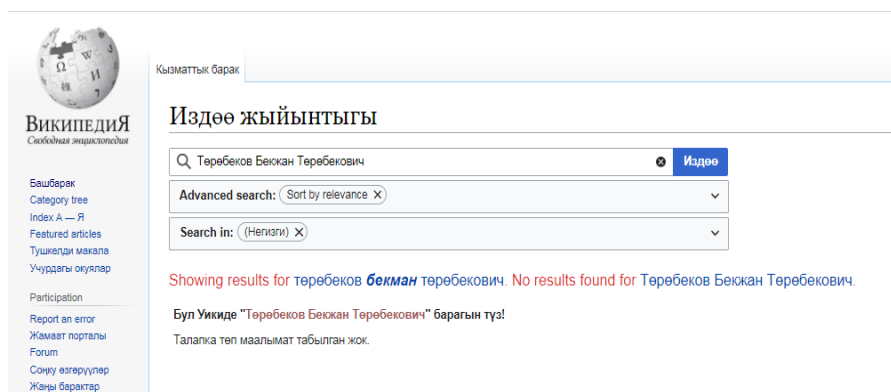 Кызматтык барак
ВИКИПЕДИЯ
Свободная энциклопедия
Издөө жыйынтыгы
Төрөбеков Бекжан Төрөбекович
Издөө
Advanced search: Sort by relevance
Search in: (Негизги)
Башбарак
Category tree
Index А — Я
Featured articles
Тушкелди макала
Учурдагы окуялар
Participation
Report an error
Жамаат порталы
Forum
Соңку өзгөрүүлөр
Жаңы барактар
Showing results for төрөбеков бекман төрөбекович. No results found for Төрөбеков Бекжан Төрөбекович.
Бул Уикиде "Төрөбеков Бекжан Төрөбекович" барагын түз!
Талапка төп маалымат табылган жок.